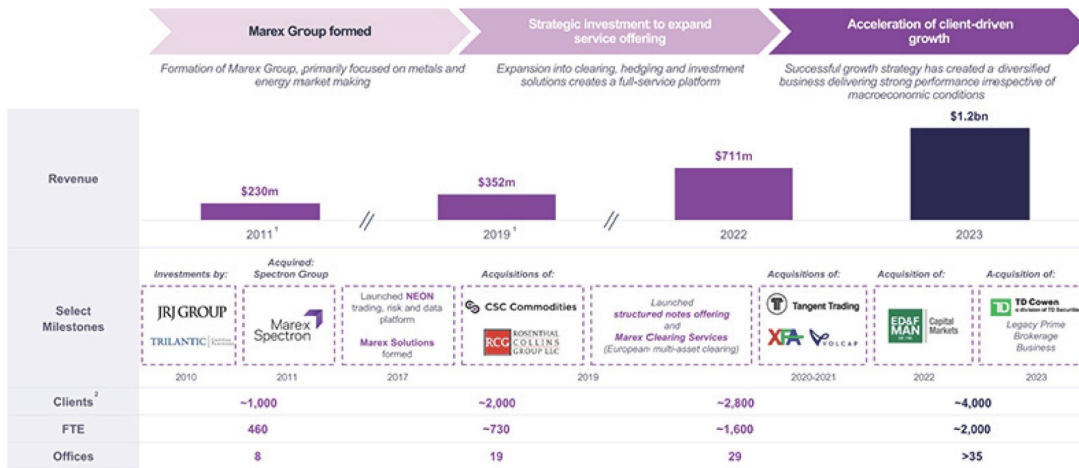 Marex Group formed
Strategic investment to expand
service offering
Acceleration of client-driven
growth
Formation of Marex Group, primarily focused on metals and
energy market making
Expansion into clearing, hedging and investment
solutions creates a full-service platform
Successful growth strategy has created a diversified
business delivering strong performance irrespective of
macroeconomic conditions
Revenue
$230m
$352m
$711m
$1.2bn
2011 1
2019 1
2022
2023
Select
Milestones
Investments by:
JRJ GROUP
TRILANTIC
2010
Acquired:
Spectron Group
Marex
Spectron
2011
Launched NEON
trading, risk and data
platform
Marex Solutions
formed
2017
Acquisitions of:
CSC Commodities
RCG ROSENTHAL
COLLINS
GROUP LLC
Launched
structured notes offering
and
Marex Clearing Services
(European multi-asset clearing)
2019
Acquisitions of:
Tangent Trading
XFA VOLCAP
2020-2021
Acquisition of:
ED&F
MAN
Capital
Markets
2022
Acquisition of:
TD TD Cowen
a division of TD Securities
Legacy Prime
Brokerage
Business
2023
Clients 2 ~1,000 ~2,000 ~2,800 ~4,000
FTE 460 ~730 ~1,600 ~2,000
Offices 8 19 29 >35